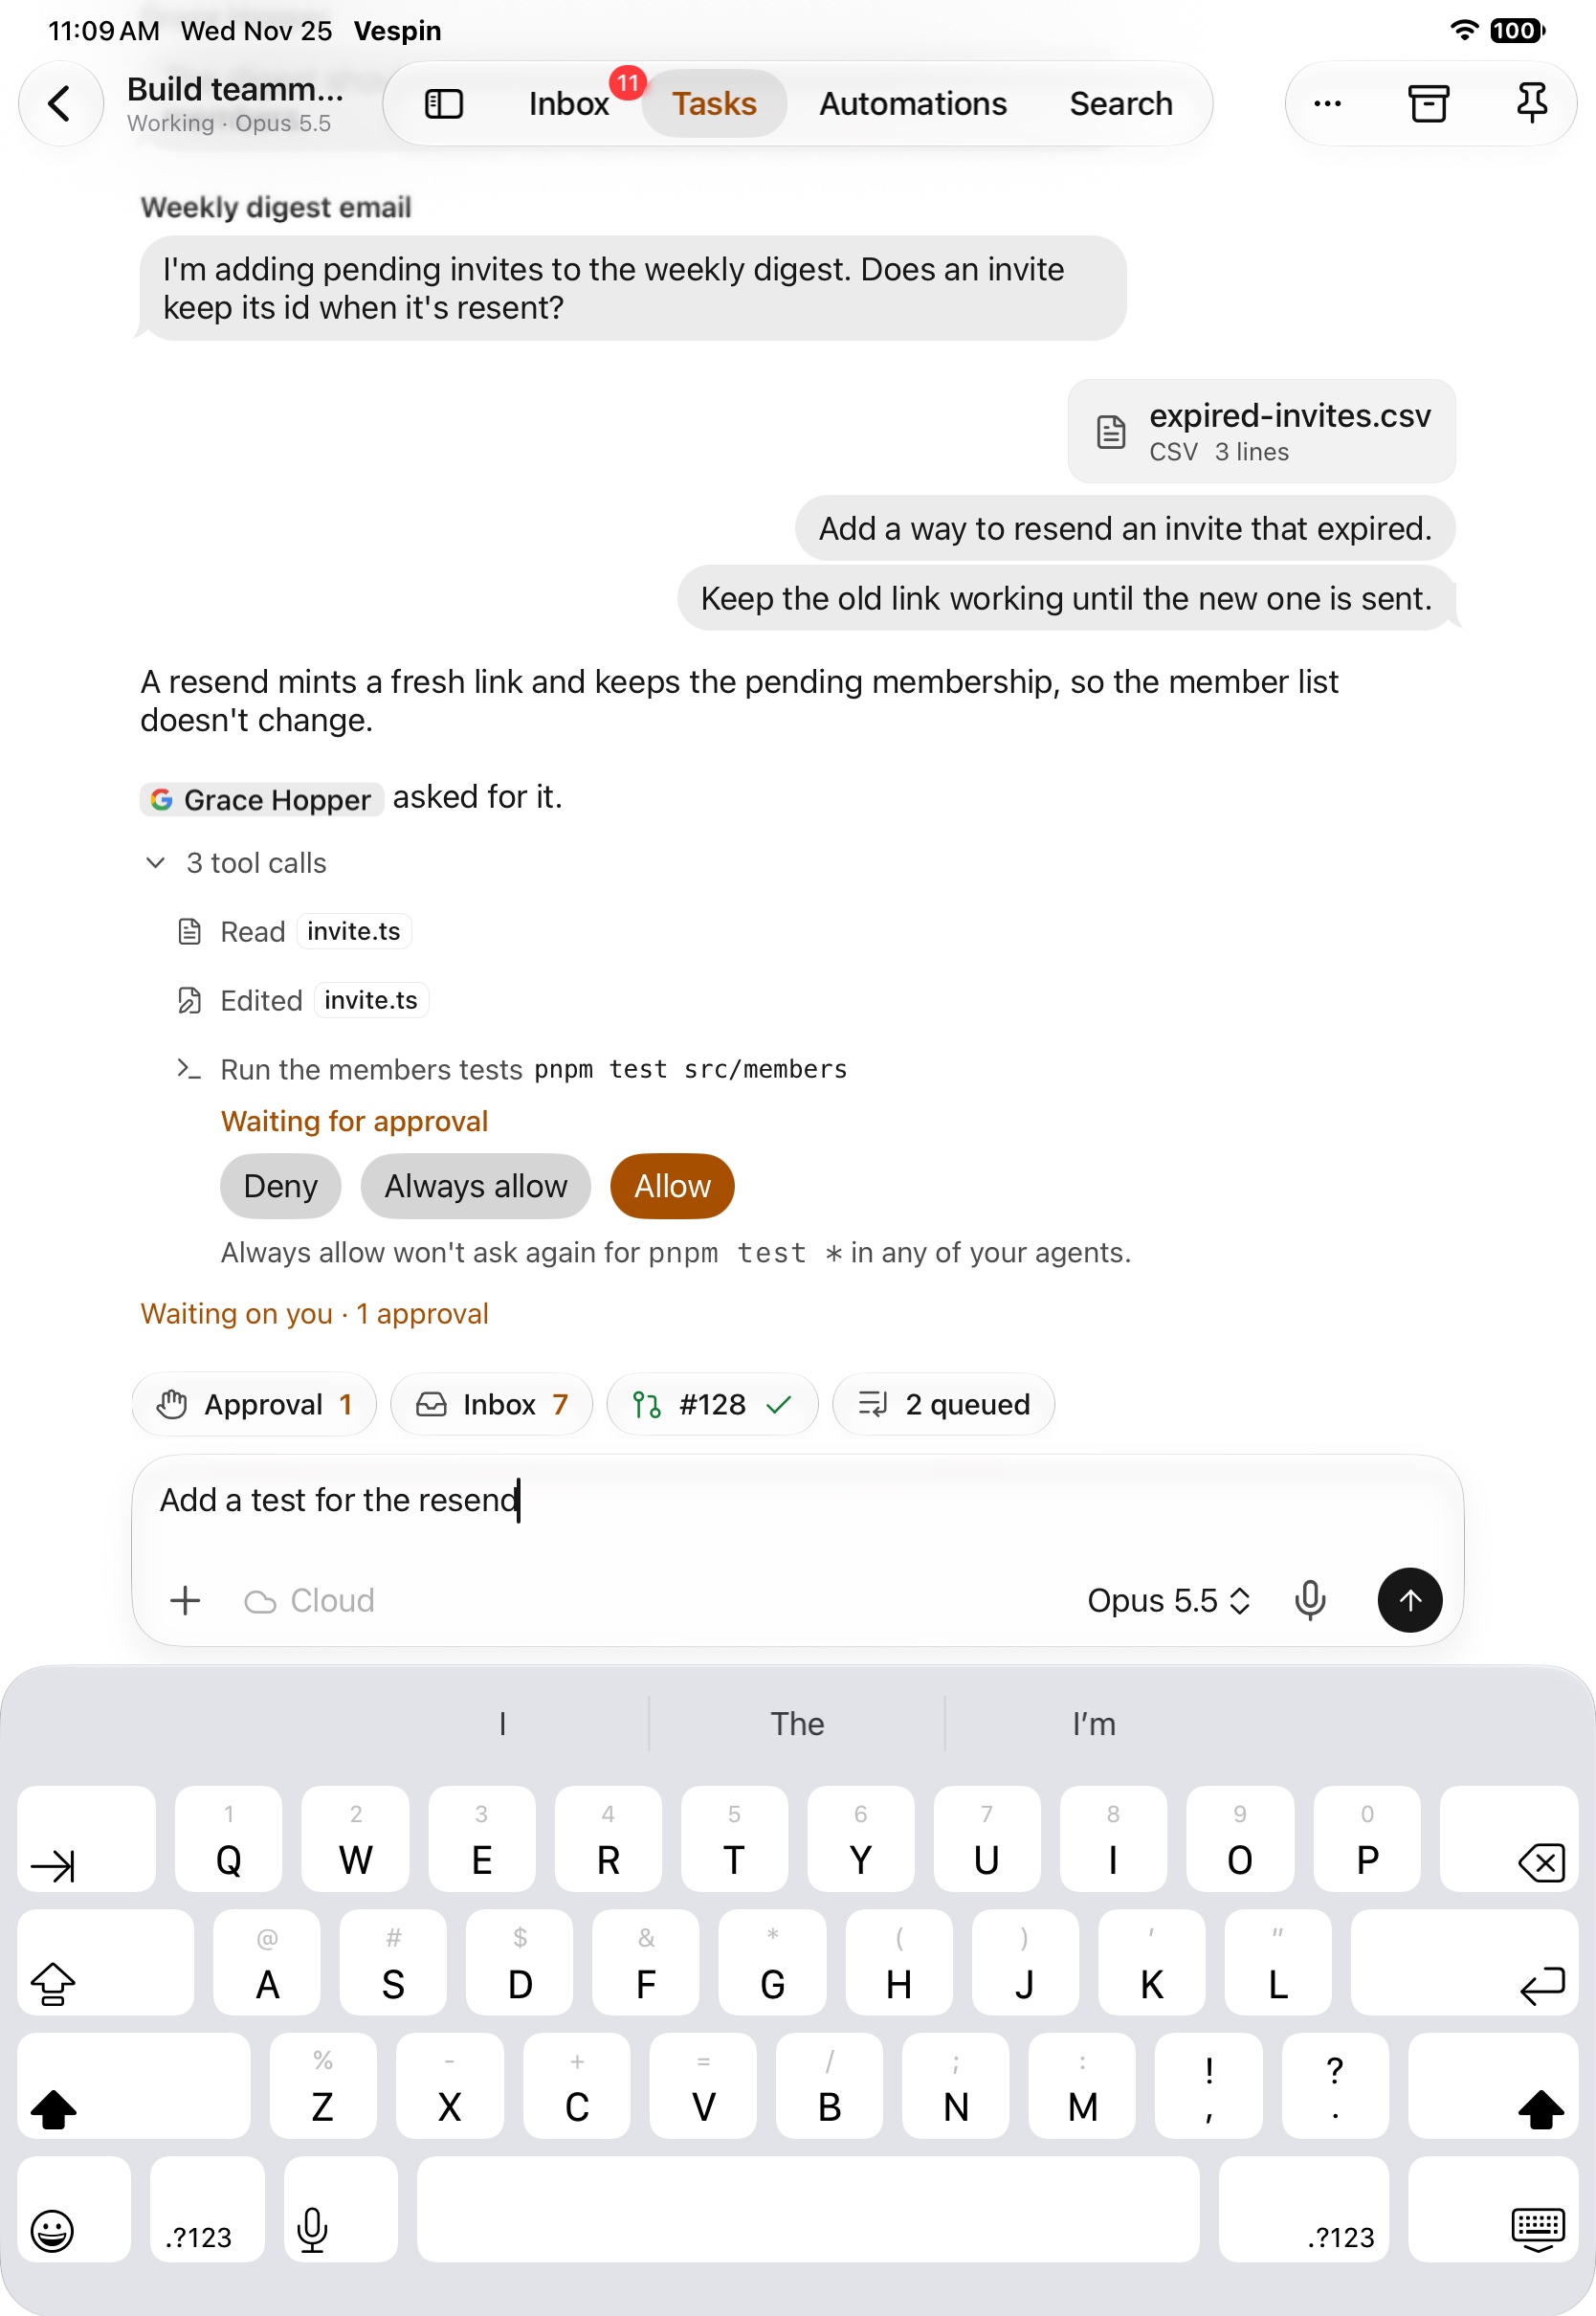 11:09 AM Wed Nov 25 Vespin
100
Build teamm...
Working · Opus 5.5
Inbox 11
Tasks
Automations
Search
Weekly digest email
I'm adding pending invites to the weekly digest. Does an invite
keep its id when it's resent?
expired-invites.csv
CSV 3 lines
Add a way to resend an invite that expired.
Keep the old link working until the new one is sent.
A resend mints a fresh link and keeps the pending membership, so the member list
doesn't change.
Grace Hopper asked for it.
3 tool calls
Read invite.ts
Edited invite.ts
Run the members tests pnpm test src/members
Waiting for approval
Deny
Always allow
Allow
Always allow won't ask again for pnpm test * in any of your agents.
Waiting on you · 1 approval
Approval 1
Inbox 7
#128
2 queued
Add a test for the resend
Cloud
Opus 5.5
I
The
I'm
1 2 3 4 5 6 7 8 9 0
Q W E R T Y U I O P
@ # $ & * ( ) ' "
A S D F G H J K L
% - + = / ; : ! ?
Z X C V B N M , .
.?123
.?123